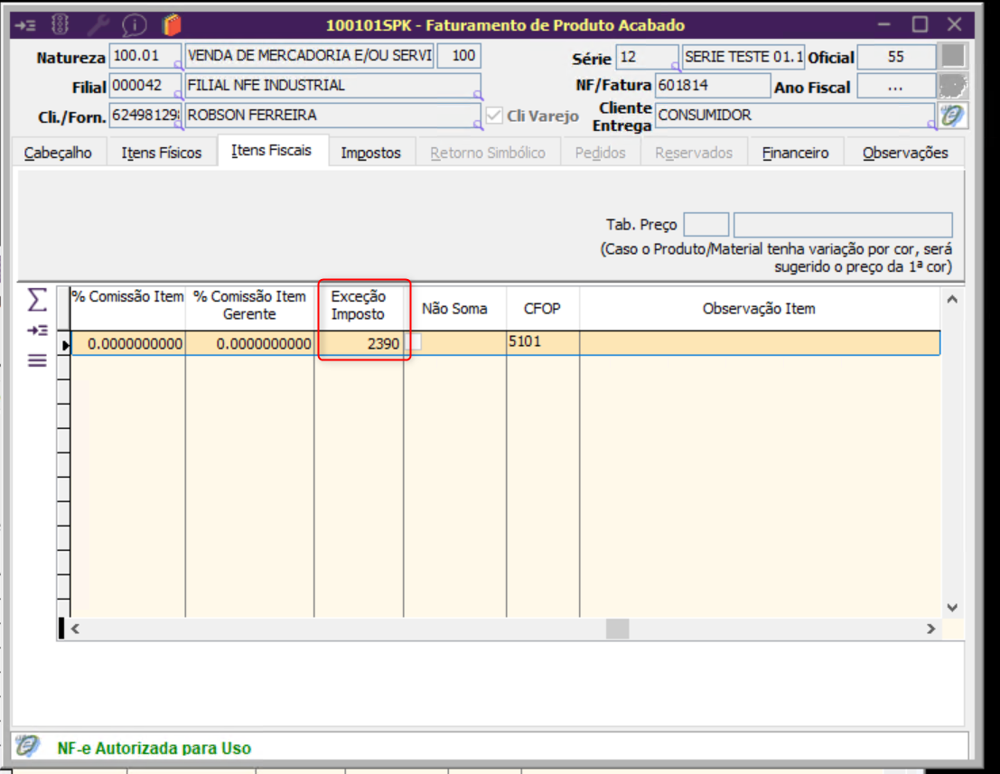 100101SPK - Faturamento de Produto Acabado
Natureza 100.01 VENDA DE MERCADORIA E/OU SERVI 100 Série 12 SERIE TESTE 01.1 Oficial 55
Filial 000042 FILIAL NFE INDUSTRIAL NF/Fatura 601814 Ano Fiscal ...
Cli./Forn. 62498129 ROBSON FERREIRA Cli Varejo Cliente Entrega CONSUMIDOR
Cabeçalho Itens Físicos Itens Fiscais Impostos Retorno Simbólico Pedidos Reservados Financeiro Observações
Tab. Preço
(Caso o Produto/Material tenha variação por cor, será
sugerido o preço da 1ª cor)
% Comissão Item % Comissão Item Gerente Exceção Imposto Não Soma CFOP Observação Item
0.0000000000 0.0000000000 2390 5101
NF-e Autorizada para Uso